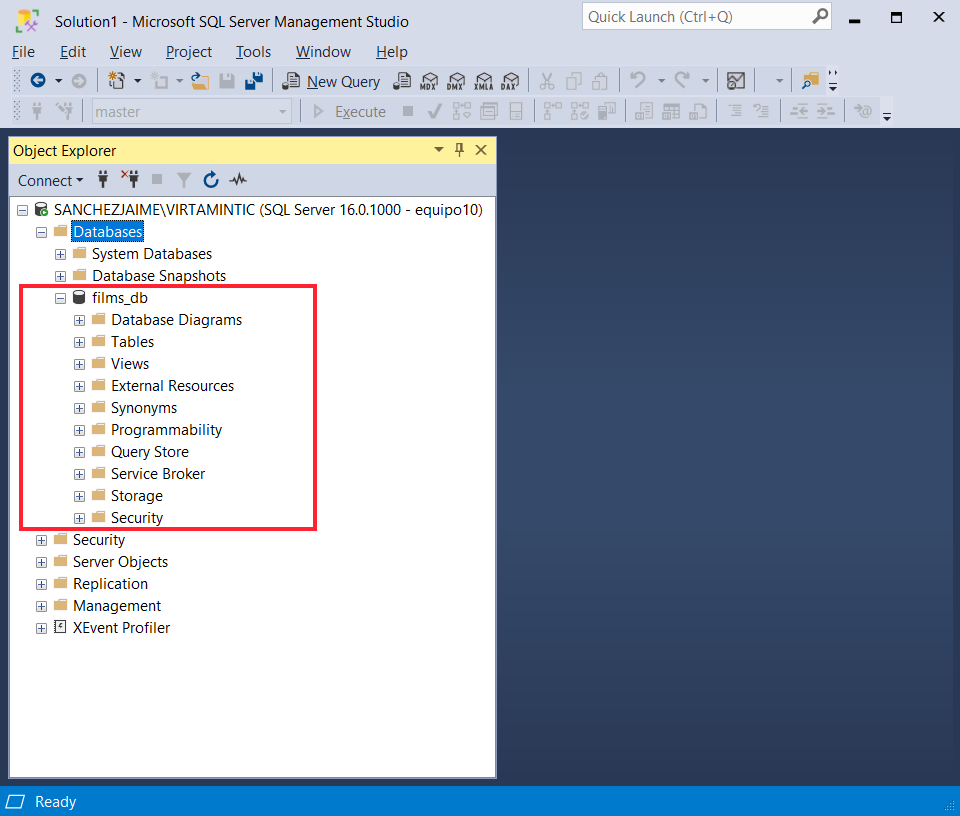 Solution1 - Microsoft SQL Server Management Studio
Quick Launch (Ctrl+Q)
File Edit View Project Tools Window Help
New Query MDX DMX XMLA DAX
master Execute
Object Explorer
Connect
SANCHEZJAIME\VIRTAMINTIC (SQL Server 16.0.1000 - equipo10)
Databases
System Databases
Database Snapshots
films_db
Database Diagrams
Tables
Views
External Resources
Synonyms
Programmability
Query Store
Service Broker
Storage
Security
Security
Server Objects
Replication
Management
XEvent Profiler
Ready